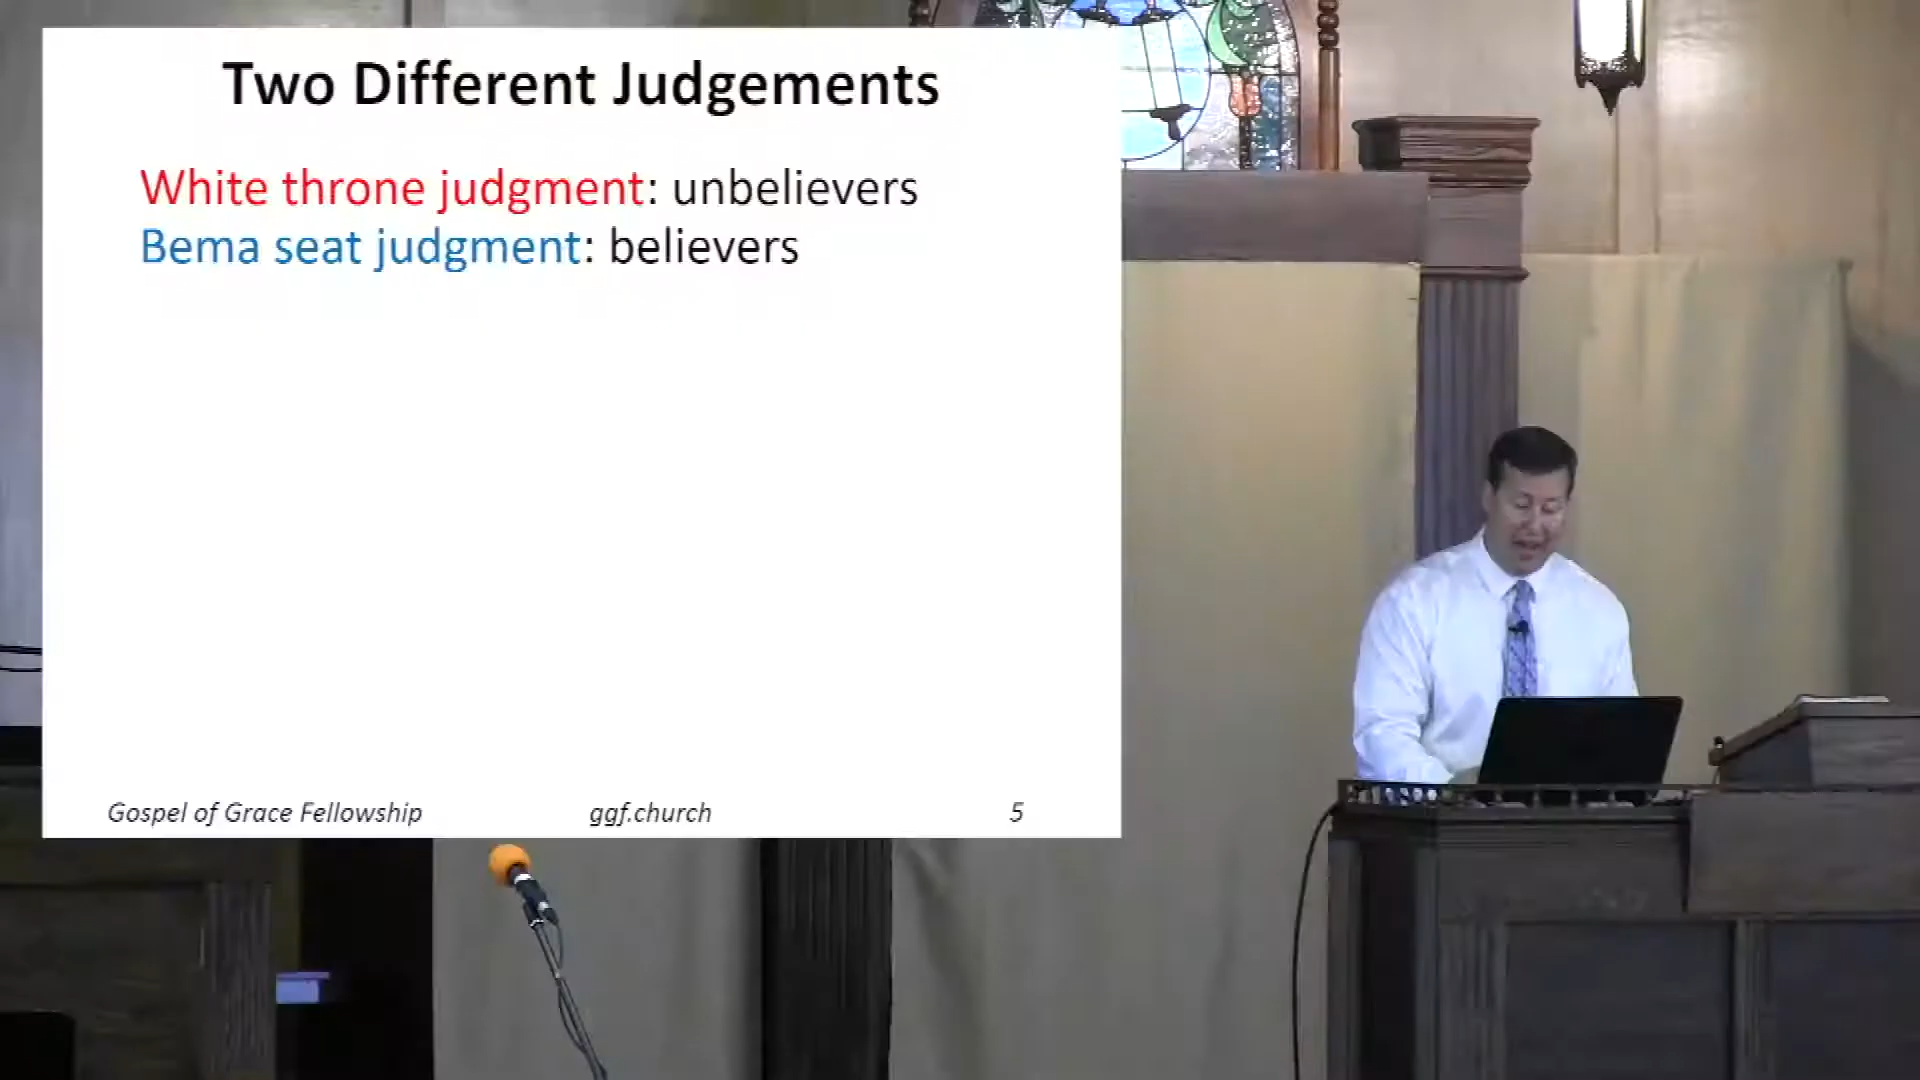 Two Different Judgements
White throne judgment: unbelievers
Bema seat judgment: believers
Gospel of Grace Fellowship ggf.church 5